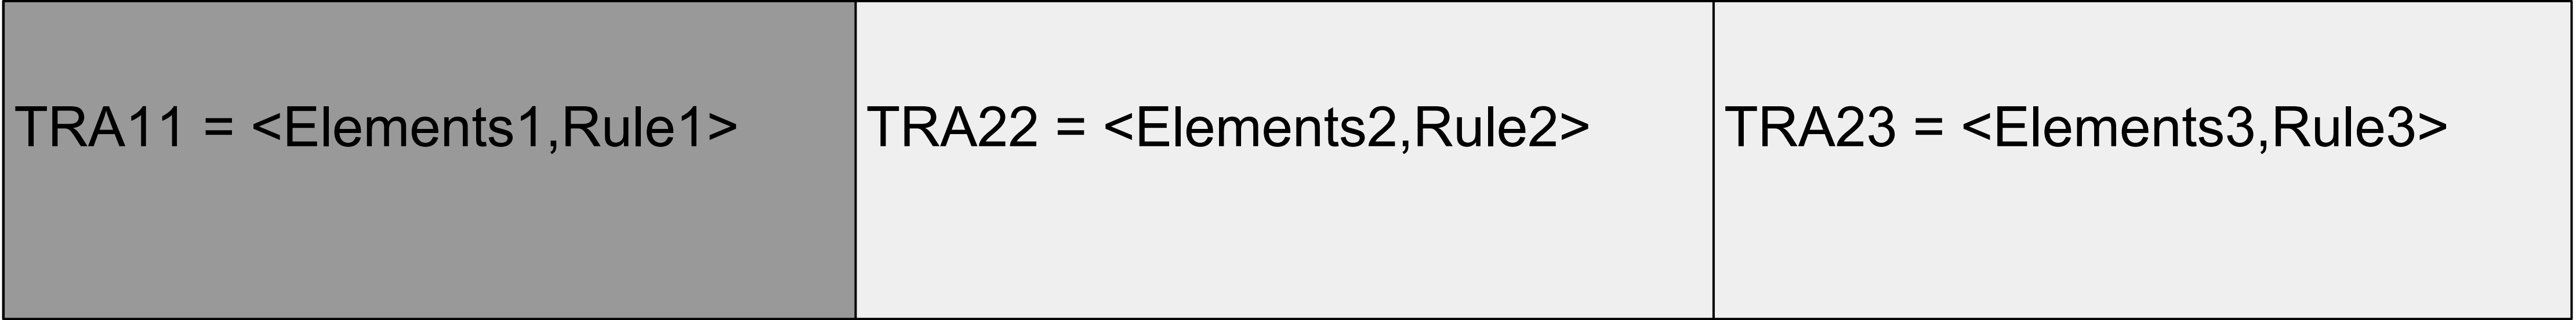 TRA11 = <Elements1,Rule1>
TRA22 = <Elements2,Rule2>
TRA23 = <Elements3,Rule3>